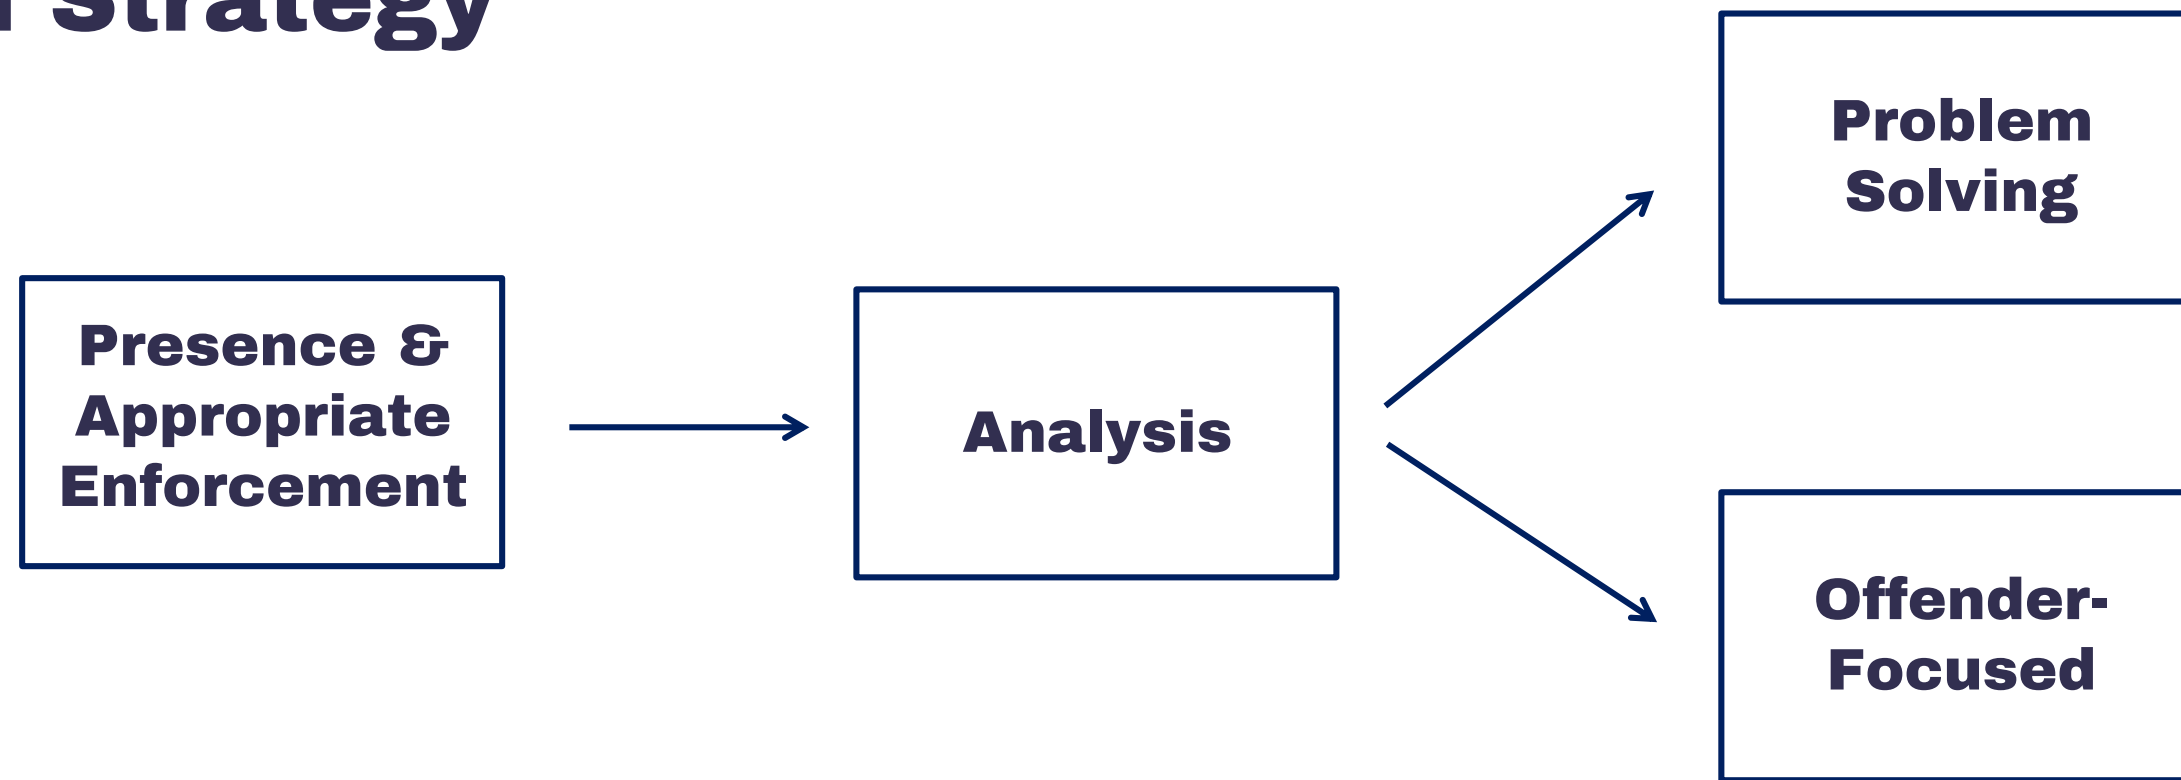 Strategy
Presence &
Appropriate
Enforcement
Analysis
Problem
Solving
Offender-
Focused